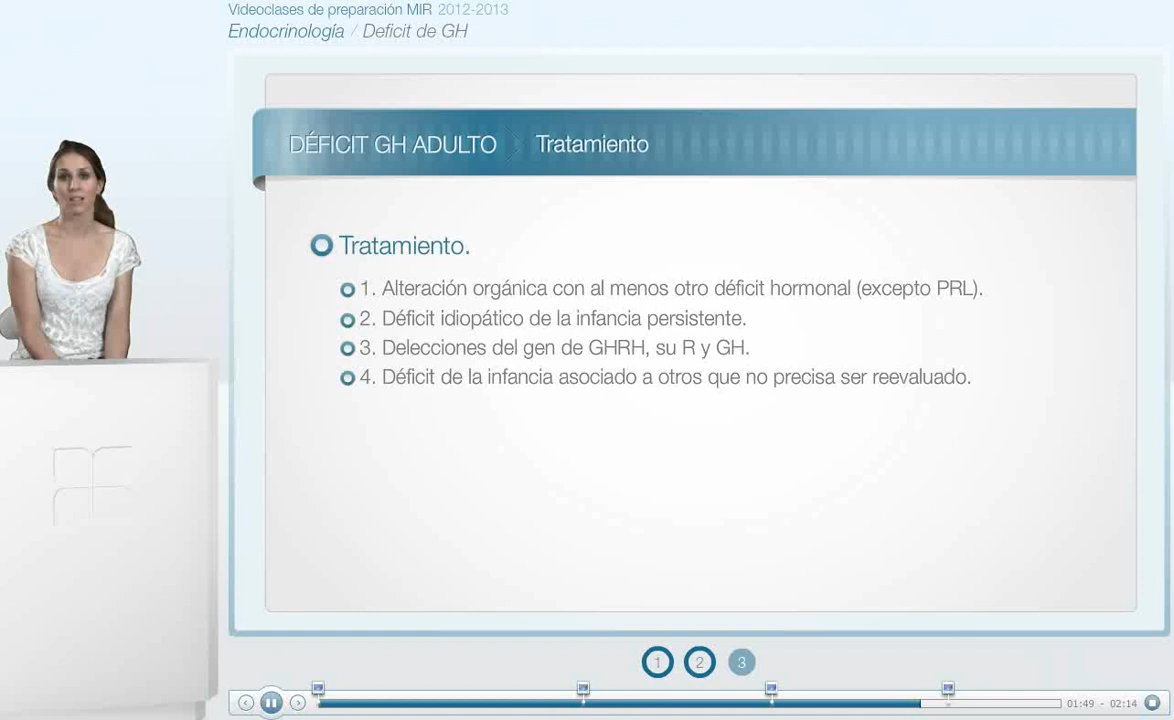 Videoclases de preparación MIR 2012-2013
Endocrinología / Deficit de GH
DÉFICIT GH ADULTO Tratamiento
Tratamiento.
1. Alteración orgánica con al menos otro déficit hormonal (excepto PRL).
2. Déficit idiopático de la infancia persistente.
3. Delecciones del gen de GHRH, su R y GH.
4. Déficit de la infancia asociado a otros que no precisa ser reevaluado.
1 2 3
01:49 - 02:14